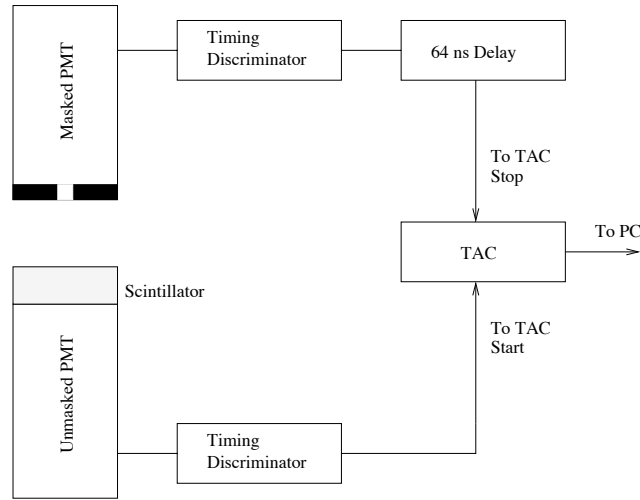 Masked PMT
Timing
Discriminator
64 ns Delay
To TAC
Stop
TAC
To PC
Scintillator
Unmasked PMT
To TAC
Start
Timing
Discriminator